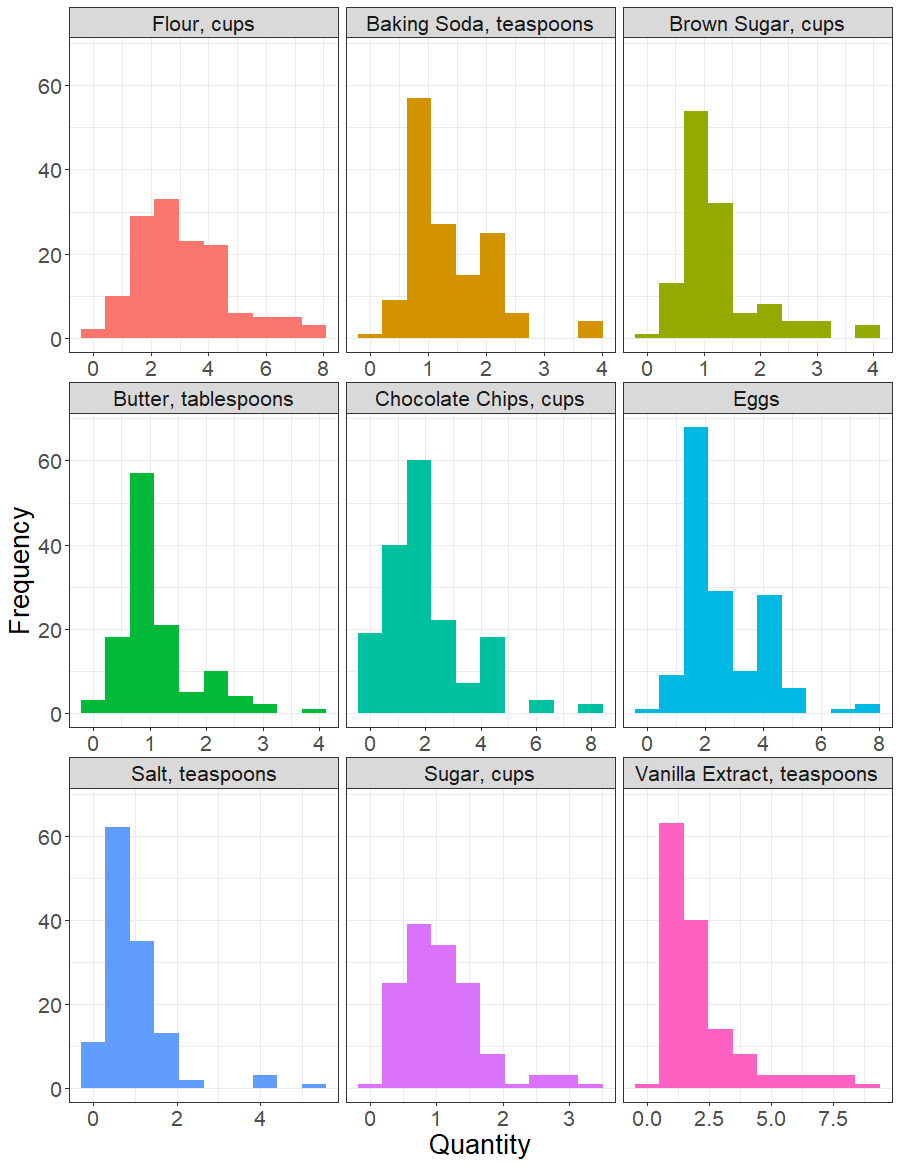 Flour, cups
Baking Soda, teaspoons
Brown Sugar, cups
60
40
20
0
0 2 4 6 8
0 1 2 3 4
0 1 2 3 4
Butter, tablespoons
Chocolate Chips, cups
Eggs
60
40
20
0
0 1 2 3 4
0 2 4 6 8
0 2 4 6 8
Frequency
Salt, teaspoons
Sugar, cups
Vanilla Extract, teaspoons
60
40
20
0
0 2 4
0 1 2 3
0.0 2.5 5.0 7.5
Quantity